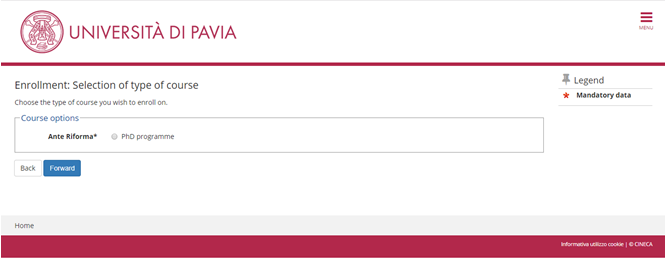 UNIVERSITÀ DI PAVIA
MENU
Enrollment: Selection of type of course
Choose the type of course you wish to enroll on.
Course options
Ante Riforma* PhD programme
Back Forward
Legend
* Mandatory data
Home
Informativa utilizzo cookie | © CINECA